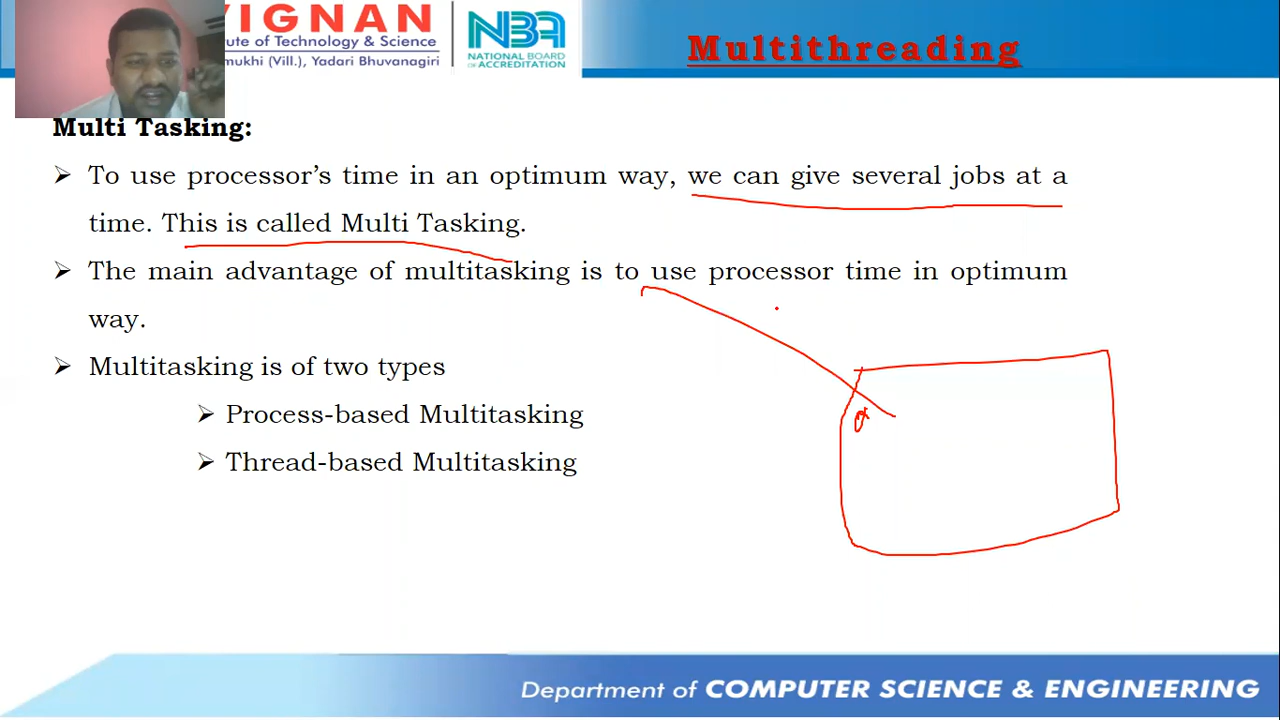 VIGNAN
itute of Technology & Science
mukhi (Vill.), Yadari Bhuvanagiri
NBA
NATIONAL BOARD
OF ACCREDITATION
Multithreading
Multi Tasking:
➢ To use processor’s time in an optimum way, we can give several jobs at a
time. This is called Multi Tasking.
➢ The main advantage of multitasking is to use processor time in optimum
way.
➢ Multitasking is of two types
➢ Process-based Multitasking
➢ Thread-based Multitasking
Department of COMPUTER SCIENCE & ENGINEERING